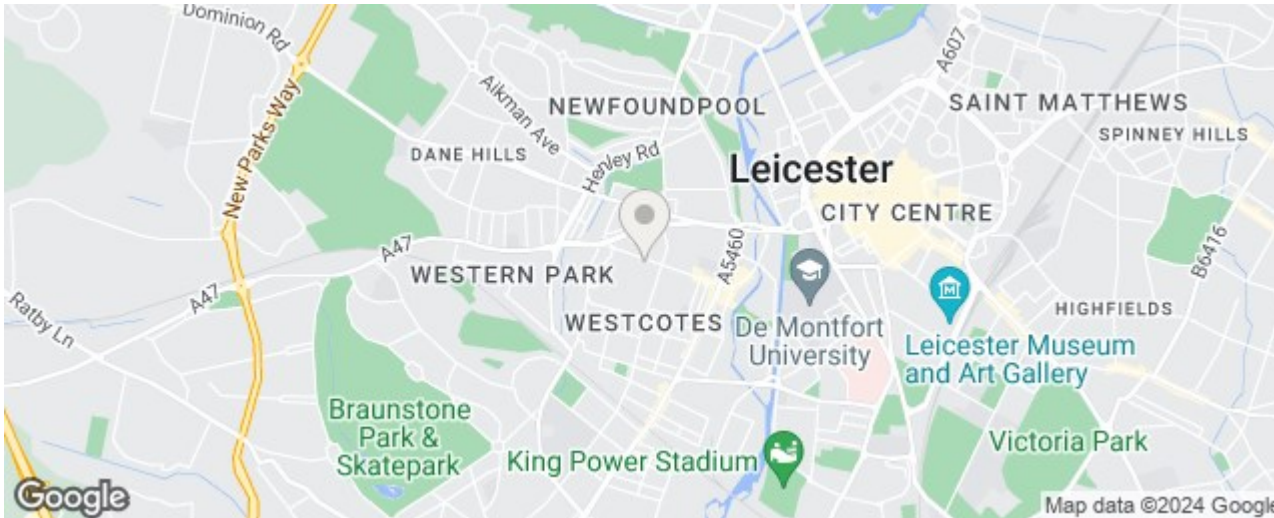 Dominion Rd
A607
Aikman Ave
NEWFOUNDPOOL
SAINT MATTHEWS
SPINNEY HILLS
New Parks Way
DANE HILLS
Henley Rd
Leicester
CITY CENTRE
A47
WESTERN PARK
A5460
B6416
A47
Ratby Ln
WESTCOTES
De Montfort
University
M
Leicester Museum
and Art Gallery
HIGHFIELDS
Braunstone
Park &
Skatepark
King Power Stadium
Victoria Park
Google
Map data ©2024 Google